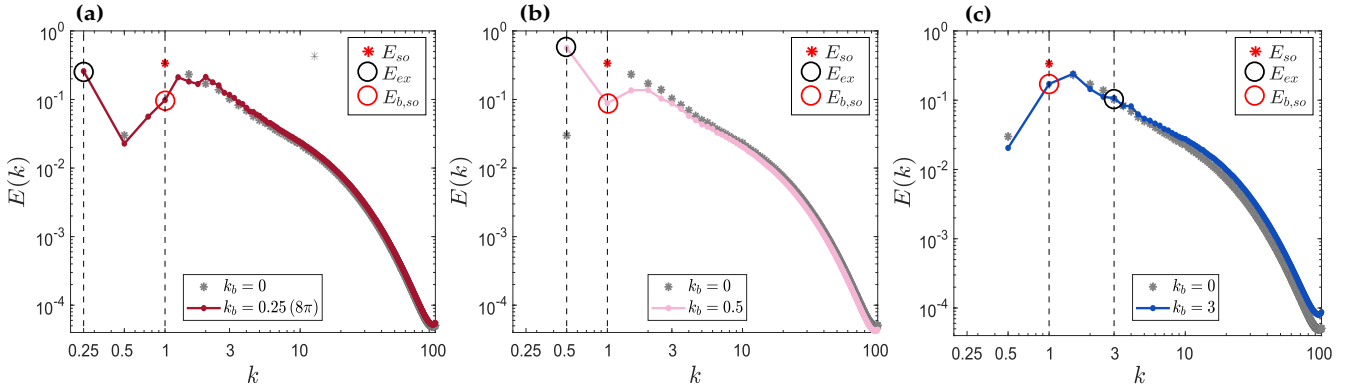 (a)
10^0
10^-1
10^-2
10^-3
10^-4
E(k)
0.25 0.5 1 3 10 100
k
E_so
E_ex
E_b,so
k_b = 0
k_b = 0.25 (8π)
(b)
10^0
10^-1
10^-2
10^-3
10^-4
E(k)
0.25 0.5 1 3 10 100
k
E_so
E_ex
E_b,so
k_b = 0
k_b = 0.5
(c)
10^0
10^-1
10^-2
10^-3
10^-4
E(k)
0.25 0.5 1 3 10 100
k
E_so
E_ex
E_b,so
k_b = 0
k_b = 3